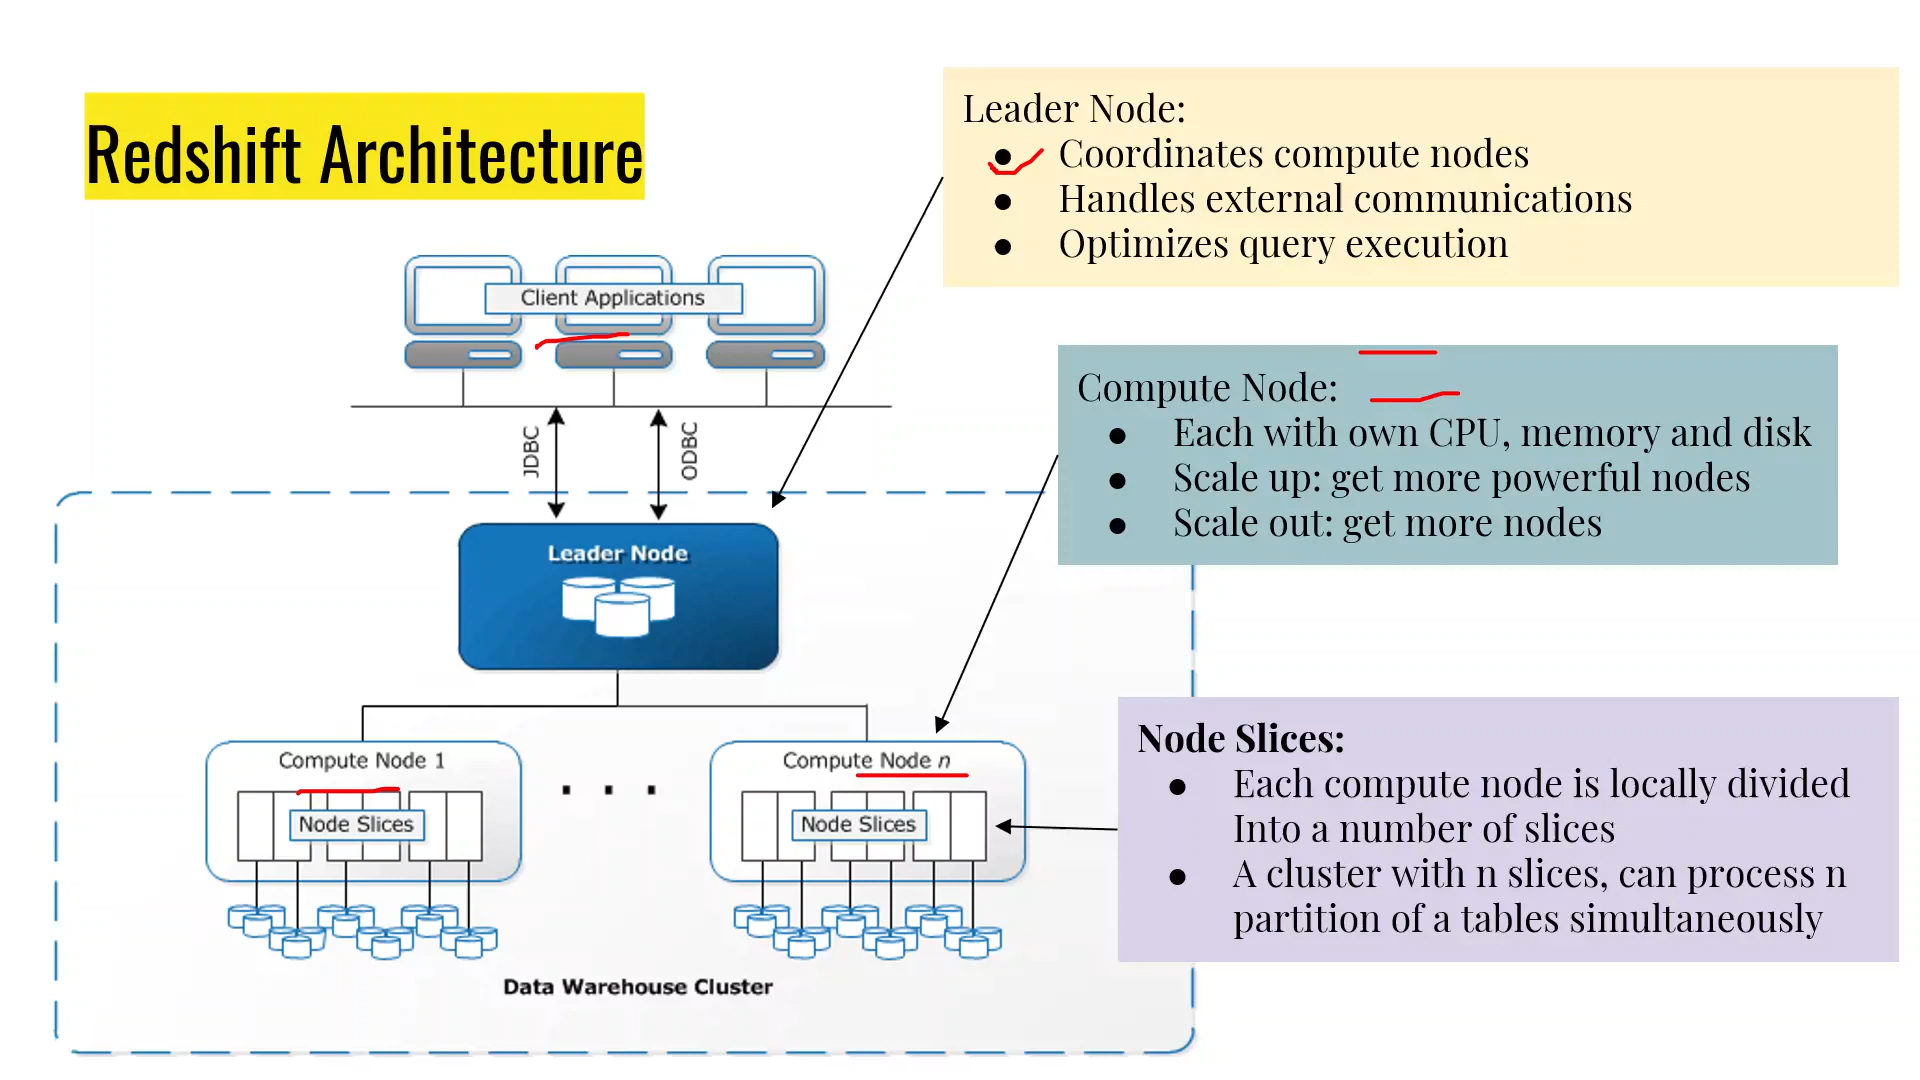 Redshift Architecture
Leader Node:
● Coordinates compute nodes
● Handles external communications
● Optimizes query execution
Client Applications
JDBC
ODBC
Compute Node:
● Each with own CPU, memory and disk
● Scale up: get more powerful nodes
● Scale out: get more nodes
Leader Node
Compute Node 1
Node Slices
. . .
Compute Node n
Node Slices
Node Slices:
● Each compute node is locally divided
Into a number of slices
● A cluster with n slices, can process n
partition of a tables simultaneously
Data Warehouse Cluster